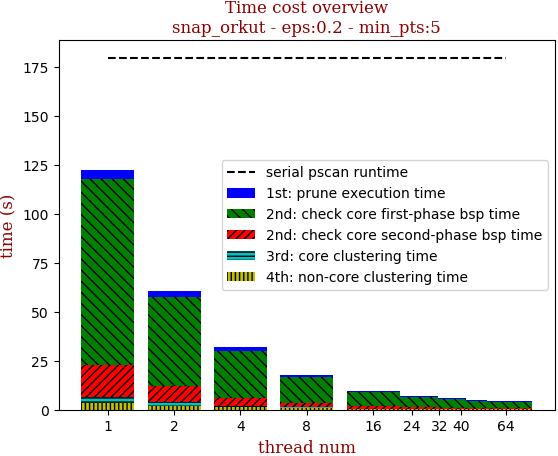 Time cost overview
snap_orkut - eps:0.2 - min_pts:5
time (s)
175
150
125
100
75
50
25
0
serial pscan runtime
1st: prune execution time
2nd: check core first-phase bsp time
2nd: check core second-phase bsp time
3rd: core clustering time
4th: non-core clustering time
1 2 4 8 16 24 32 40 64
thread num